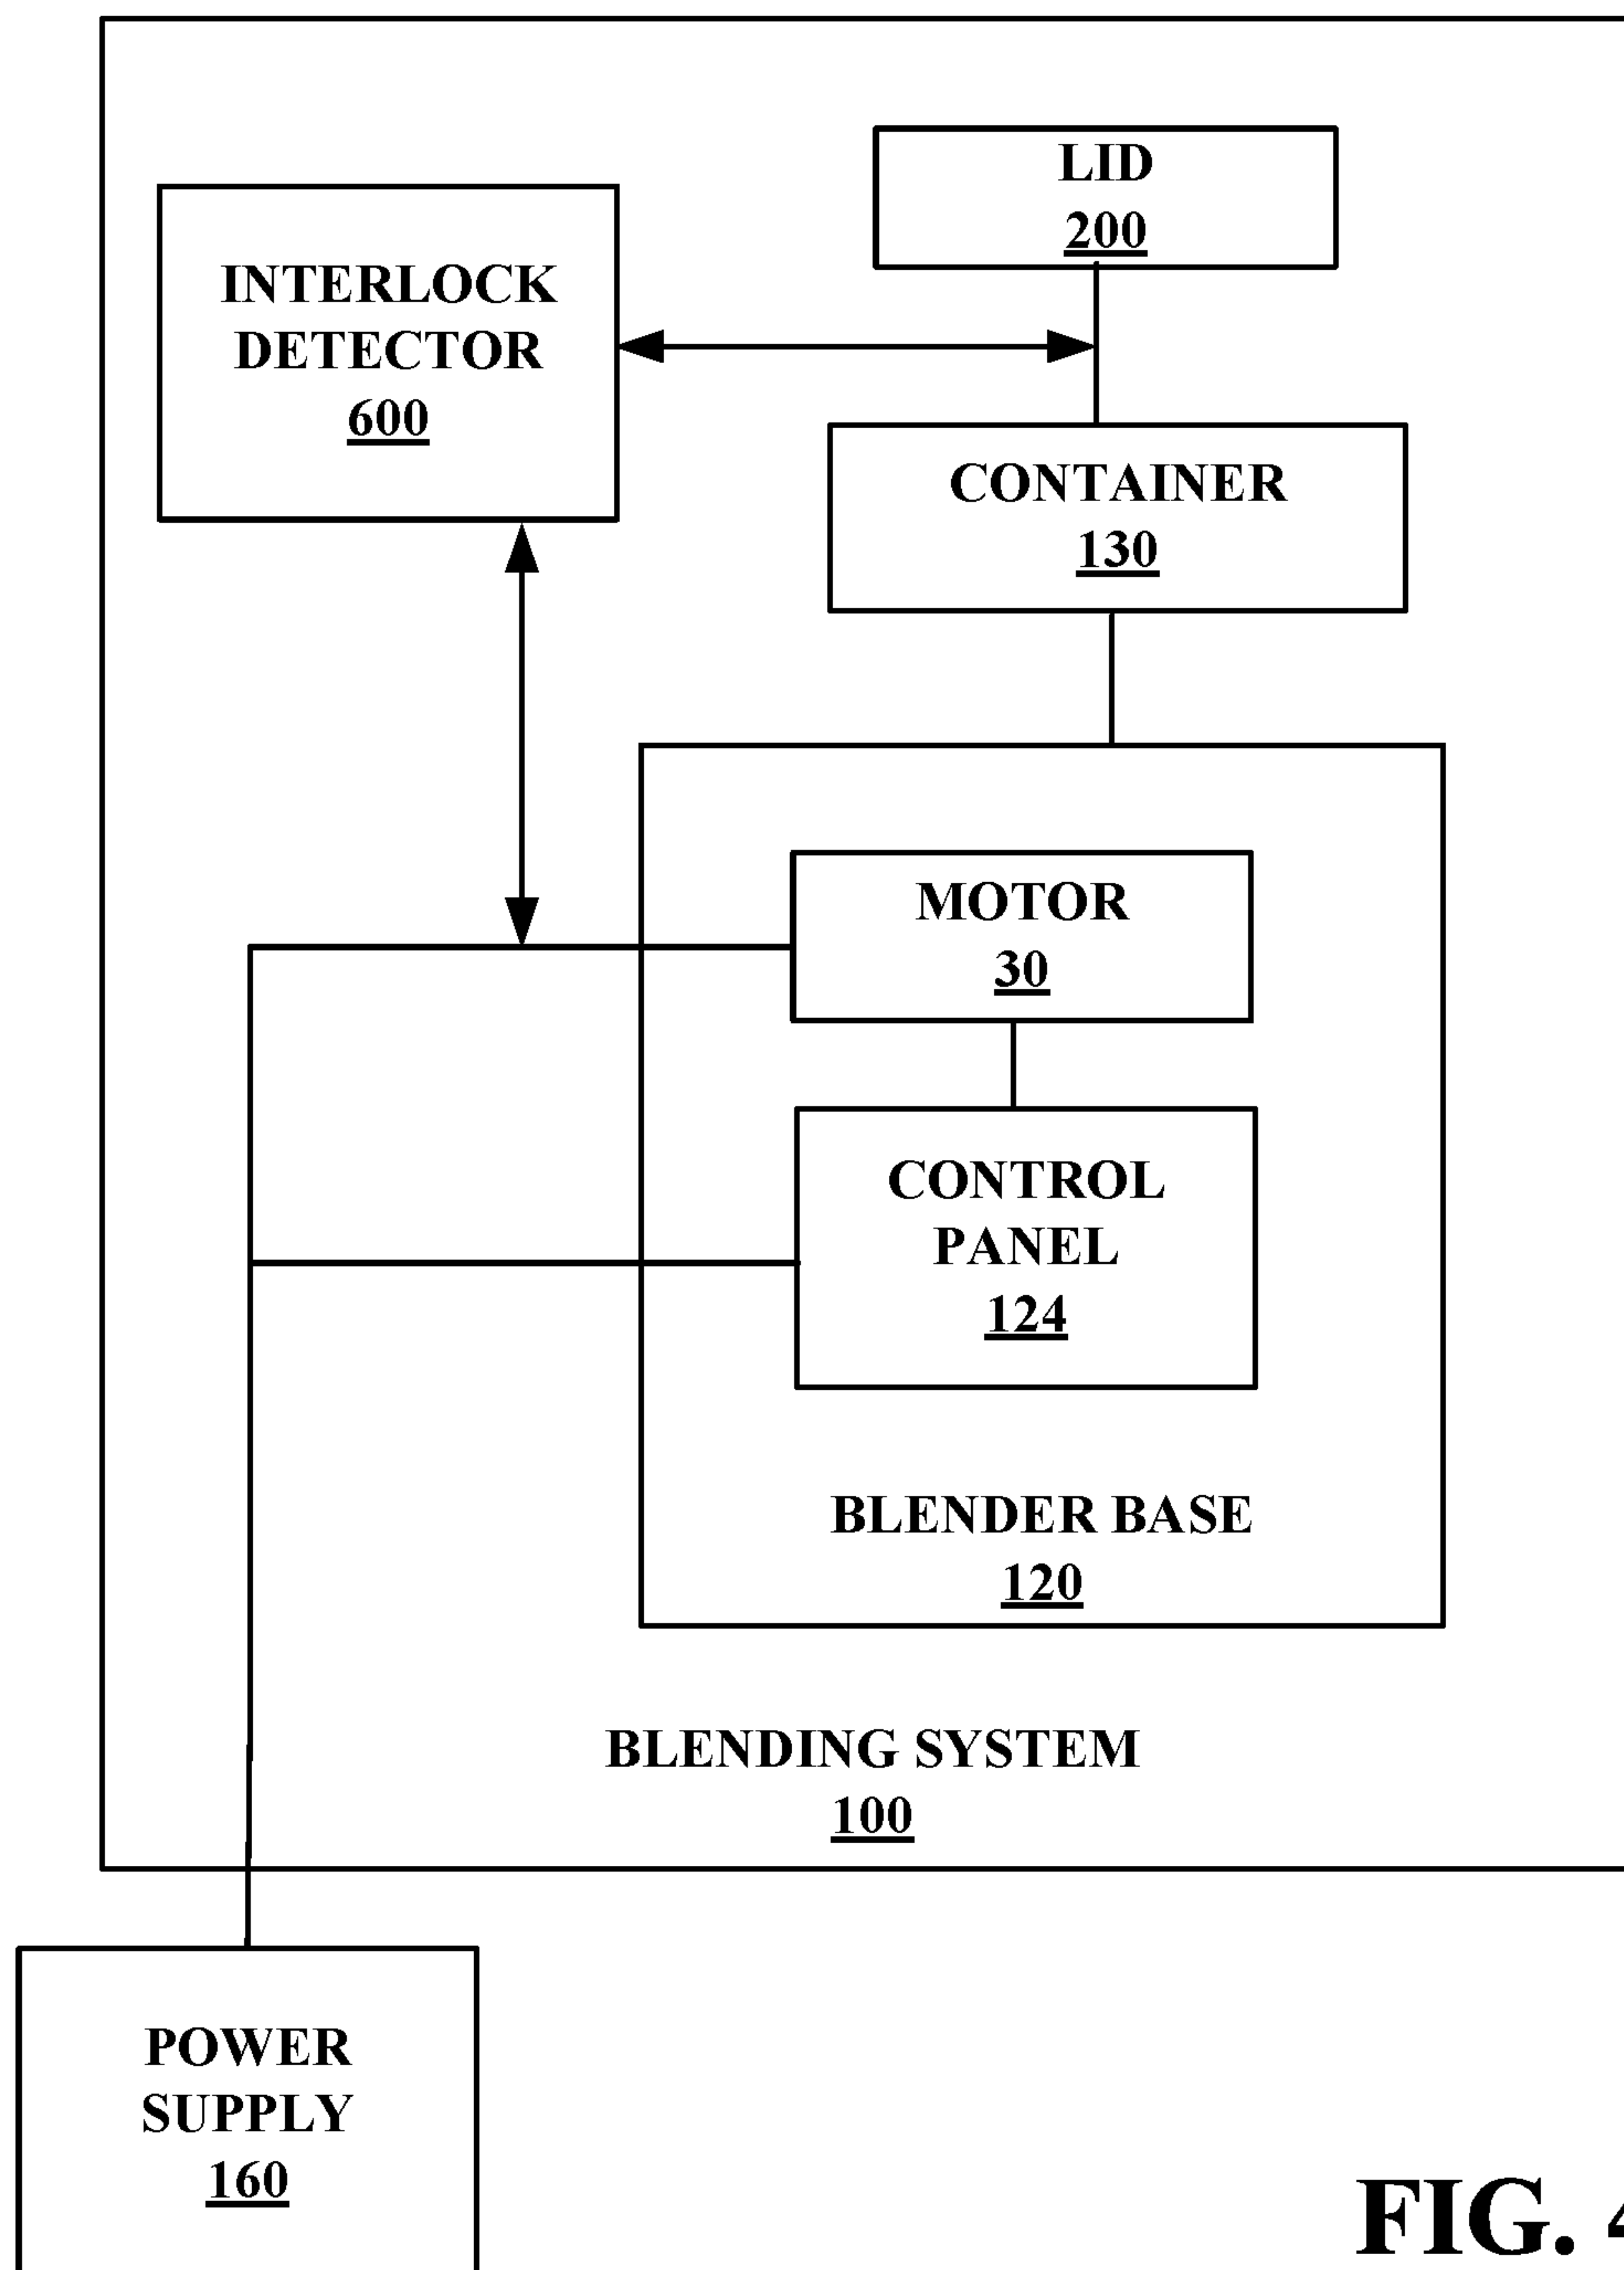 LID
200
INTERLOCK
DETECTOR
600
CONTAINER
130
MOTOR
30
CONTROL
PANEL
124
BLENDER BASE
120
BLENDING SYSTEM
100
POWER
SUPPLY
160
FIG. 4